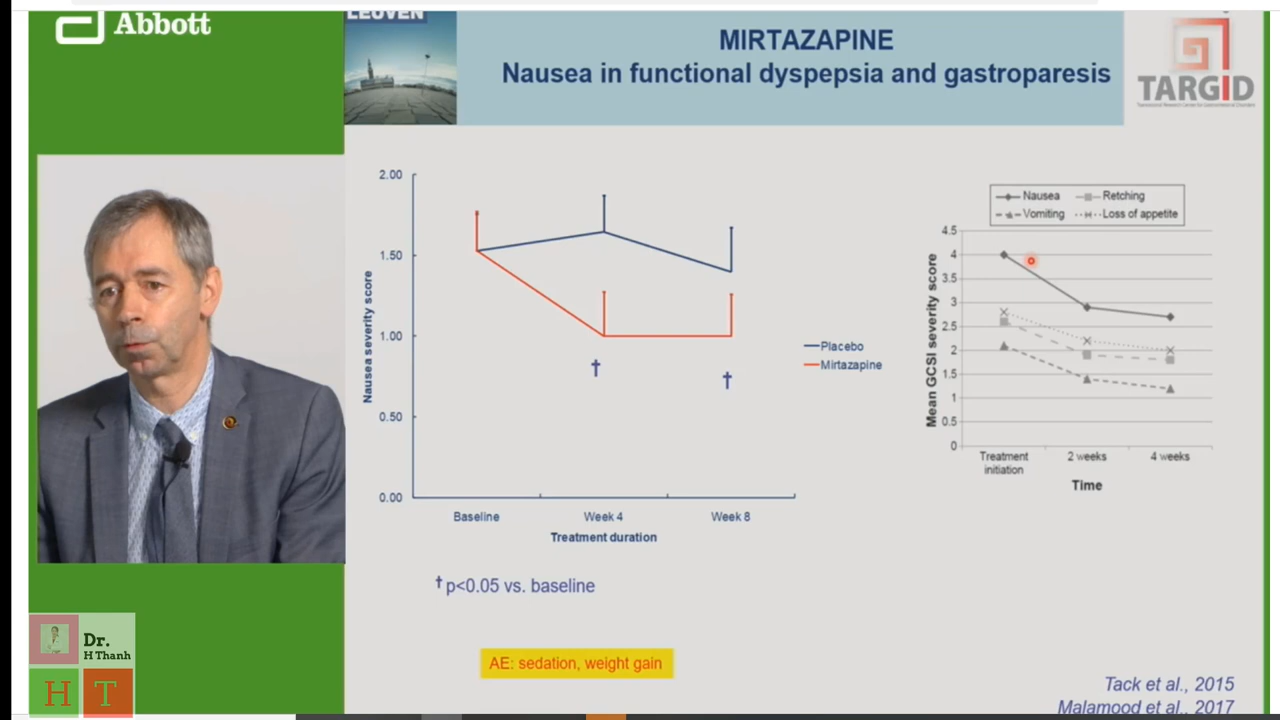 Abbott
LEUVEN
MIRTAZAPINE
Nausea in functional dyspepsia and gastroparesis
TARGID
2.00
1.50
1.00
0.50
0.00
Nausea severity score
Baseline
Week 4
Week 8
Treatment duration
Placebo
Mirtazapine
†
†
† p<0.05 vs. baseline
AE: sedation, weight gain
Nausea
Retching
Vomiting
Loss of appetite
4.5
4
3.5
3
2.5
2
1.5
1
0.5
0
Mean GCSI severity score
Treatment
initiation
2 weeks
4 weeks
Time
Tack et al., 2015
Malamood et al., 2017
Dr.
H Thanh
H T